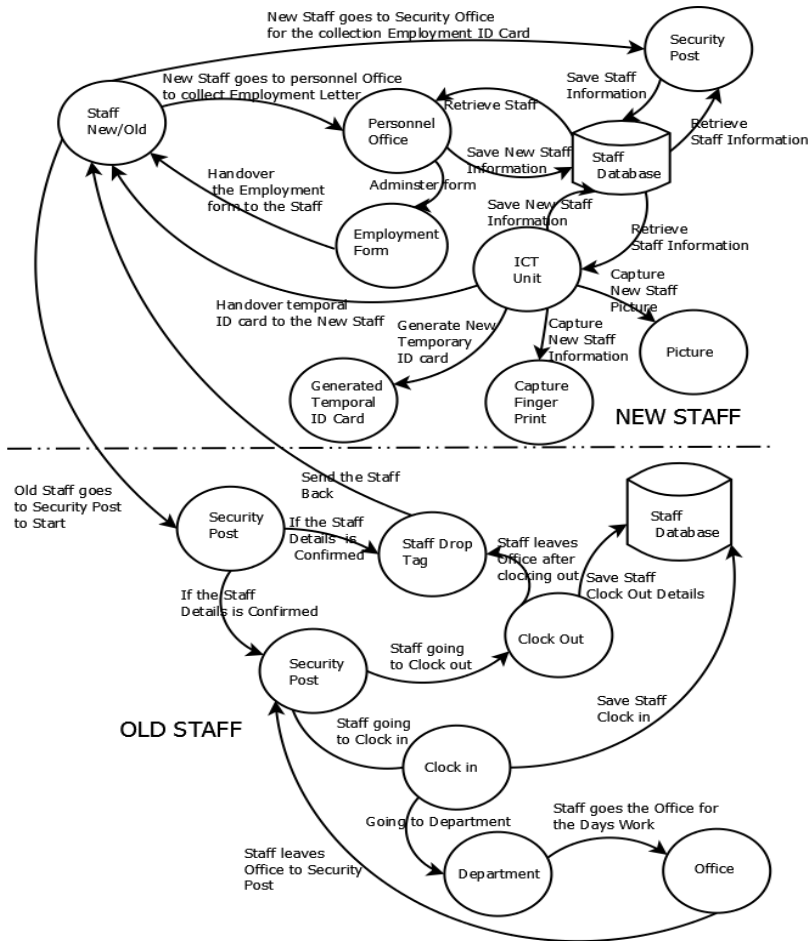 New Staff goes to Security Office
for the collection Employment ID Card
Security
Post
New Staff goes to personnel Office
to collect Employment Letter
Save Staff
Information
Staff
New/Old
Retrieve Staff
Personnel
Office
Retrieve
Staff Information
Save New Staff
Information
Staff
Database
Handover
the Employment
form to the Staff
Adminster form
Save New Staff
Information
Employment
Form
Retrieve
Staff Information
ICT
Unit
Capture
New Staff
Picture
Handover temporal
ID card to the New Staff
Generate New
Temporary
ID card
Capture
New Staff
Information
Picture
Generated
Temporal
ID Card
Capture
Finger
Print
NEW STAFF
Old Staff goes
to Security Post
to Start
Send the Staff
Back
Security
Post
If the Staff
Details is
Confirmed
Staff Drop
Tag
Staff leaves
Office after
clocking out
Staff
Database
If the Staff
Details is Confirmed
Save Staff
Clock Out Details
Clock Out
Security
Post
Staff going
to Clock out
OLD STAFF
Staff going
to Clock in
Save Staff
Clock in
Clock in
Going to Department
Staff goes the Office for
the Days Work
Staff leaves
Office to Security
Post
Department
Office